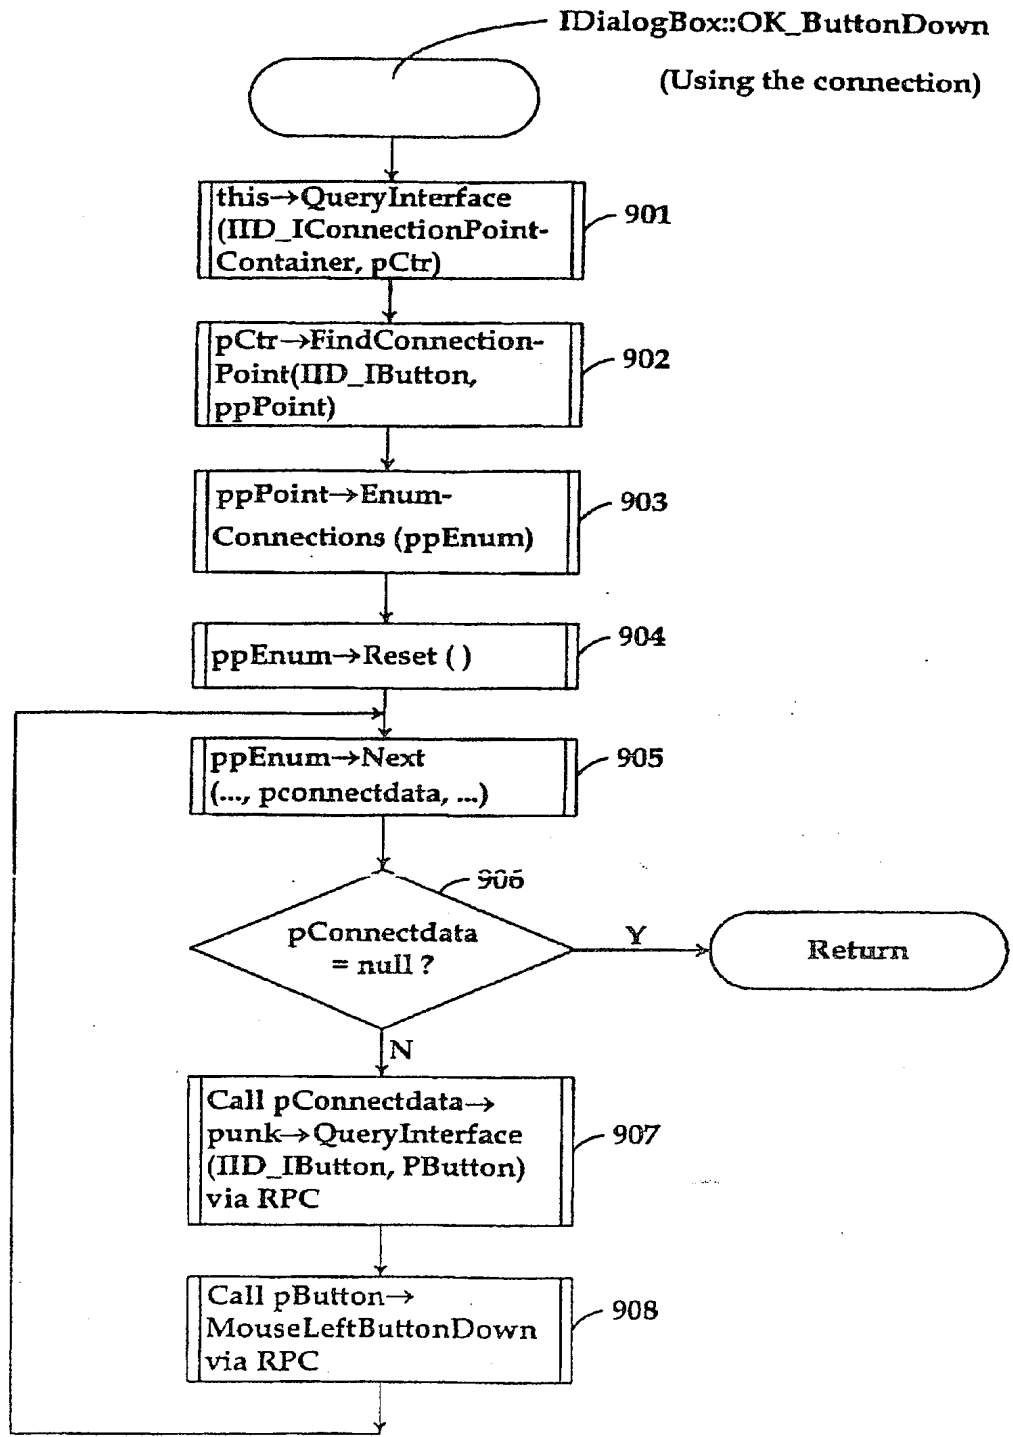 IDialogBox::OK_ButtonDown
(Using the connection)
this→QueryInterface
(IID_IConnectionPoint-
Container, pCtr)
901
pCtr→FindConnection-
Point(IID_IButton,
ppPoint)
902
ppPoint→Enum-
Connections (ppEnum)
903
ppEnum→Reset ( )
904
ppEnum→Next
(..., pconnectdata, ...)
905
906
pConnectdata
= null ?
Y
Return
N
Call pConnectdata→
punk→QueryInterface
(IID_IButton, PButton)
via RPC
907
Call pButton→
MouseLeftButtonDown
via RPC
908